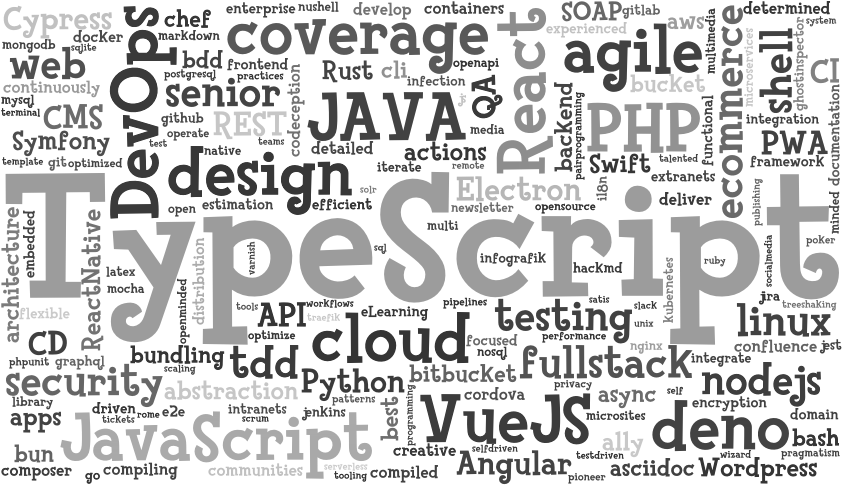 Cypress
enterprise
nushell
develop
containers
SOAP
gitlab
determined
mongodb
docker
sqlite
DevOps
chef
markdown
coverage
React
experienced
aws
multimedia
ecommerce
microservices
shell
ghostinspector
system
web
bdd
frontend
openapi
agile
CI
continuously
postgresql
practices
Rust
cli
infection
QA
bucket
mysql
terminal
CMS
senior
codeception
JAVA
git
media
backend
pairprogramming
PHP
functional
integration
documentation
github
REST
operate
teams
Symfony
test
native
detailed
actions
Swift
talented
PWA
template
git
optimized
design
iterate
remote
framework
solr
Electron
i18n
extranets
TypeScript
open
estimation
efficient
newsletter
opensource
deliver
publishing
minded
architecture
embedded
ReactNative
distribution
varnish
sql
multi
infografik
hackmd
kubernetes
ruby
socialmedia
poker
latex
mocha
openminded
flexible
tools
API
workflows
traefik
eLearning
pipelines
satis
slack
jira
treeshaking
testing
unix
linux
CD
optimize
cloud
focused
performance
nginx
confluence
jest
phpunit
graphql
bundling
scaling
tdd
nosql
fullstack
integrate
security
abstraction
Python
bitbucket
privacy
nodejs
library
patterns
programming
cordova
async
self
encryption
apps
driven
tickets
rome
e2e
intranets
scrum
jenkins
best
VueJS
microsites
deno
domain
JavaScript
bash
bun
creative
selfdriven
ally
testdriven
wizard
pragmatism
composer
go
compiling
communities
serverless
tooling
compiled
Angular
pioneer
asciidoc
Wordpress